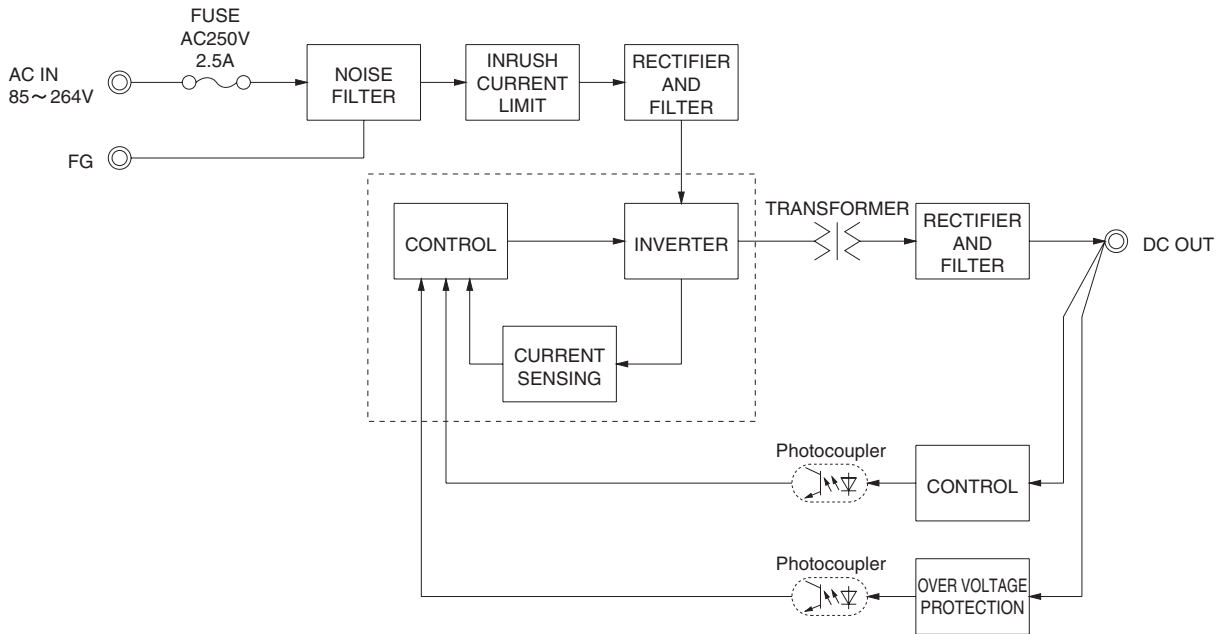 FUSE
AC250V
2.5A
AC IN
85～264V
NOISE
FILTER
INRUSH
CURRENT
LIMIT
RECTIFIER
AND
FILTER
FG
CONTROL
INVERTER
TRANSFORMER
RECTIFIER
AND
FILTER
DC OUT
CURRENT
SENSING
Photocoupler
CONTROL
Photocoupler
OVER VOLTAGE
PROTECTION